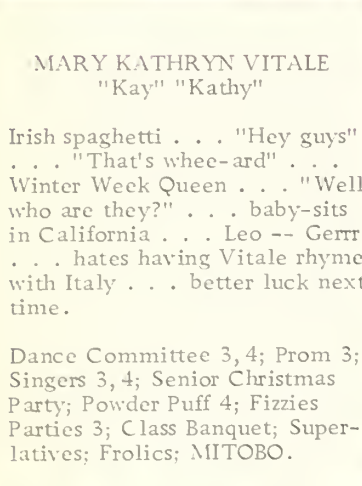 MARY KATHRYN VITALE
"Kay" "Kathy"
Irish spaghetti . . . "Hey guys"
. . . "That's whee-ard" . . .
Winter Week Queen . . . "Well
who are they?" . . . baby-sits
in California . . . Leo -- Gerrr
. . . hates having Vitale rhyme
with Italy . . . better luck next
time.
Dance Committee 3,4; Prom 3;
Singers 3,4; Senior Christmas
Party; Powder Puff 4; Fizzies
Parties 3; Class Banquet; Super-
latives; Frolics; MITOBO.